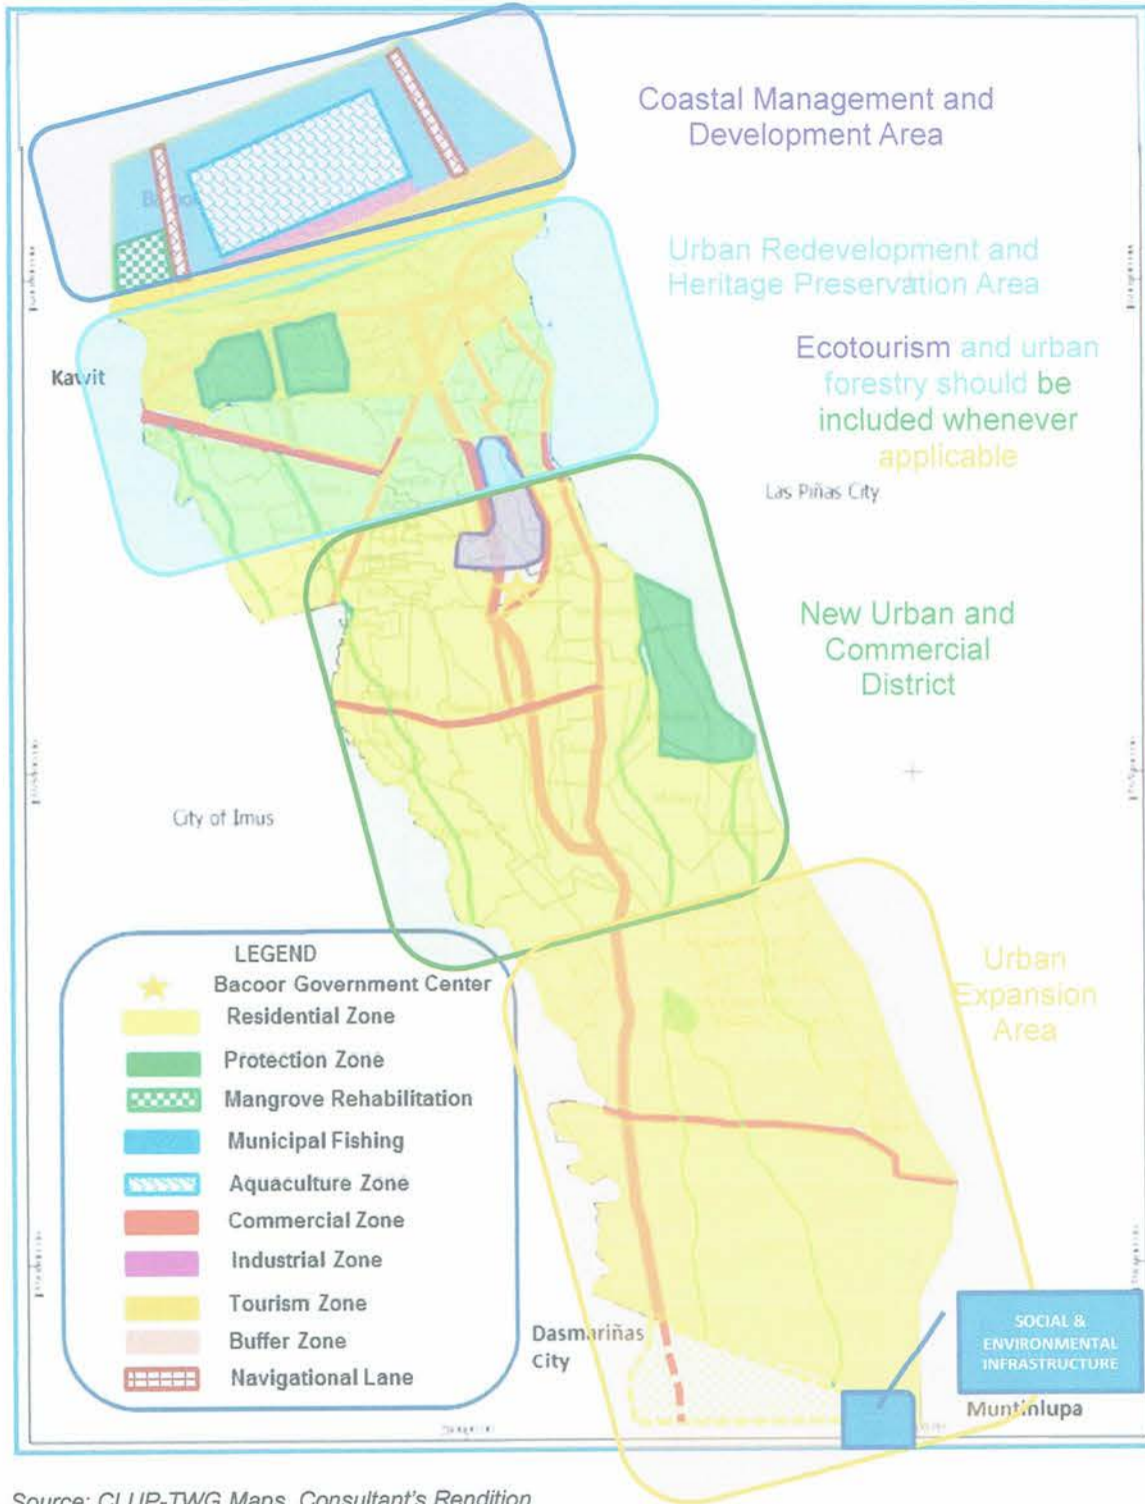 Coastal Management and
Development Area
Urban Redevelopment and
Heritage Preservation Area
Kawit
Ecotourism and urban
forestry should be
included whenever
applicable
Las Piñas City
New Urban and
Commercial
District
City of Imus
Urban
Expansion
Area
LEGEND
Bacoor Government Center
Residential Zone
Protection Zone
Mangrove Rehabilitation
Municipal Fishing
Aquaculture Zone
Commercial Zone
Industrial Zone
Tourism Zone
Buffer Zone
Navigational Lane
Dasmariñas
City
SOCIAL &
ENVIRONMENTAL
INFRASTRUCTURE
Muntinlupa
Source: CLUP-TWG Maps, Consultant's Rendition